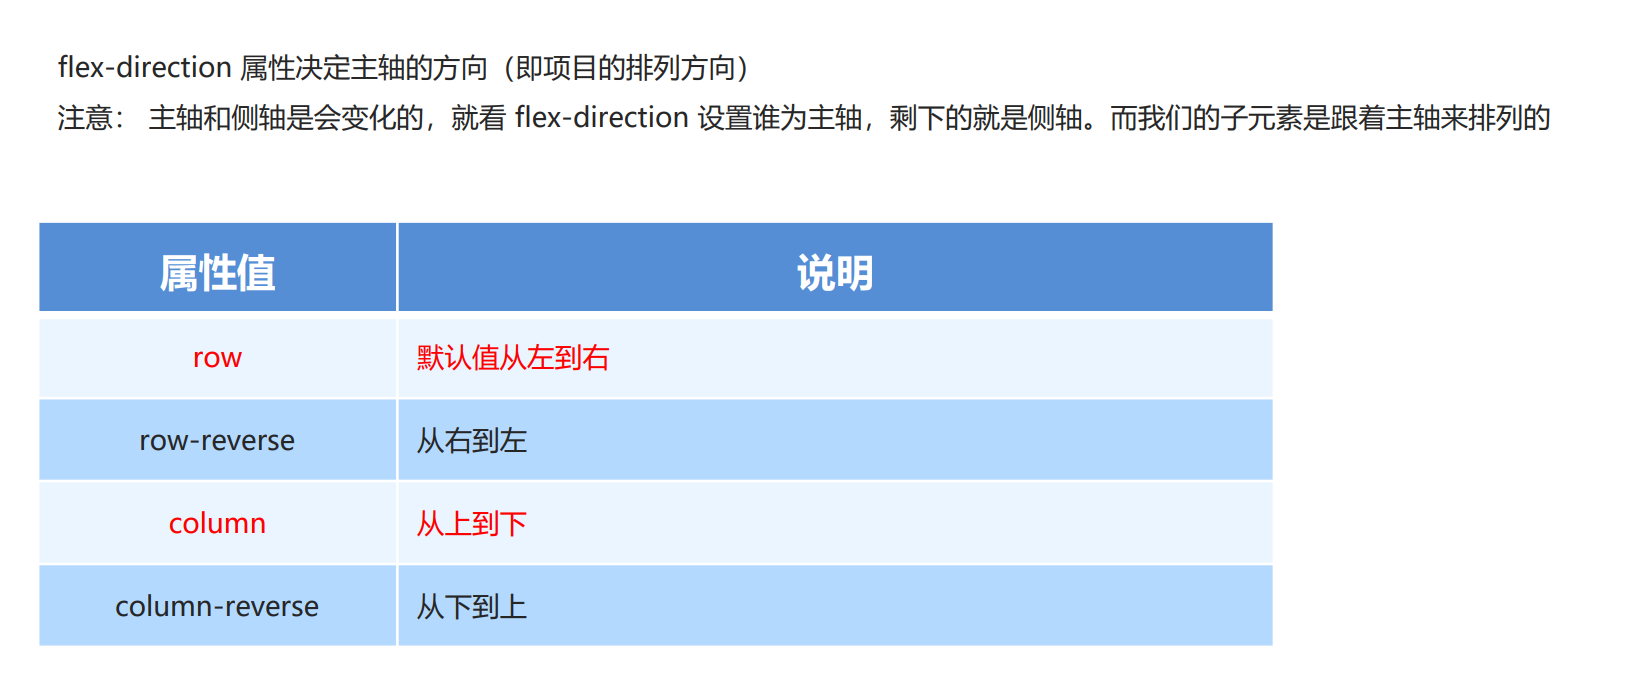 flex-direction 属性决定主轴的方向（即项目的排列方向）
注意： 主轴和侧轴是会变化的，就看 flex-direction 设置谁为主轴，剩下的就是侧轴。而我们的子元素是跟着主轴来排列的
属性值 说明
row 默认值从左到右
row-reverse 从右到左
column 从上到下
column-reverse 从下到上